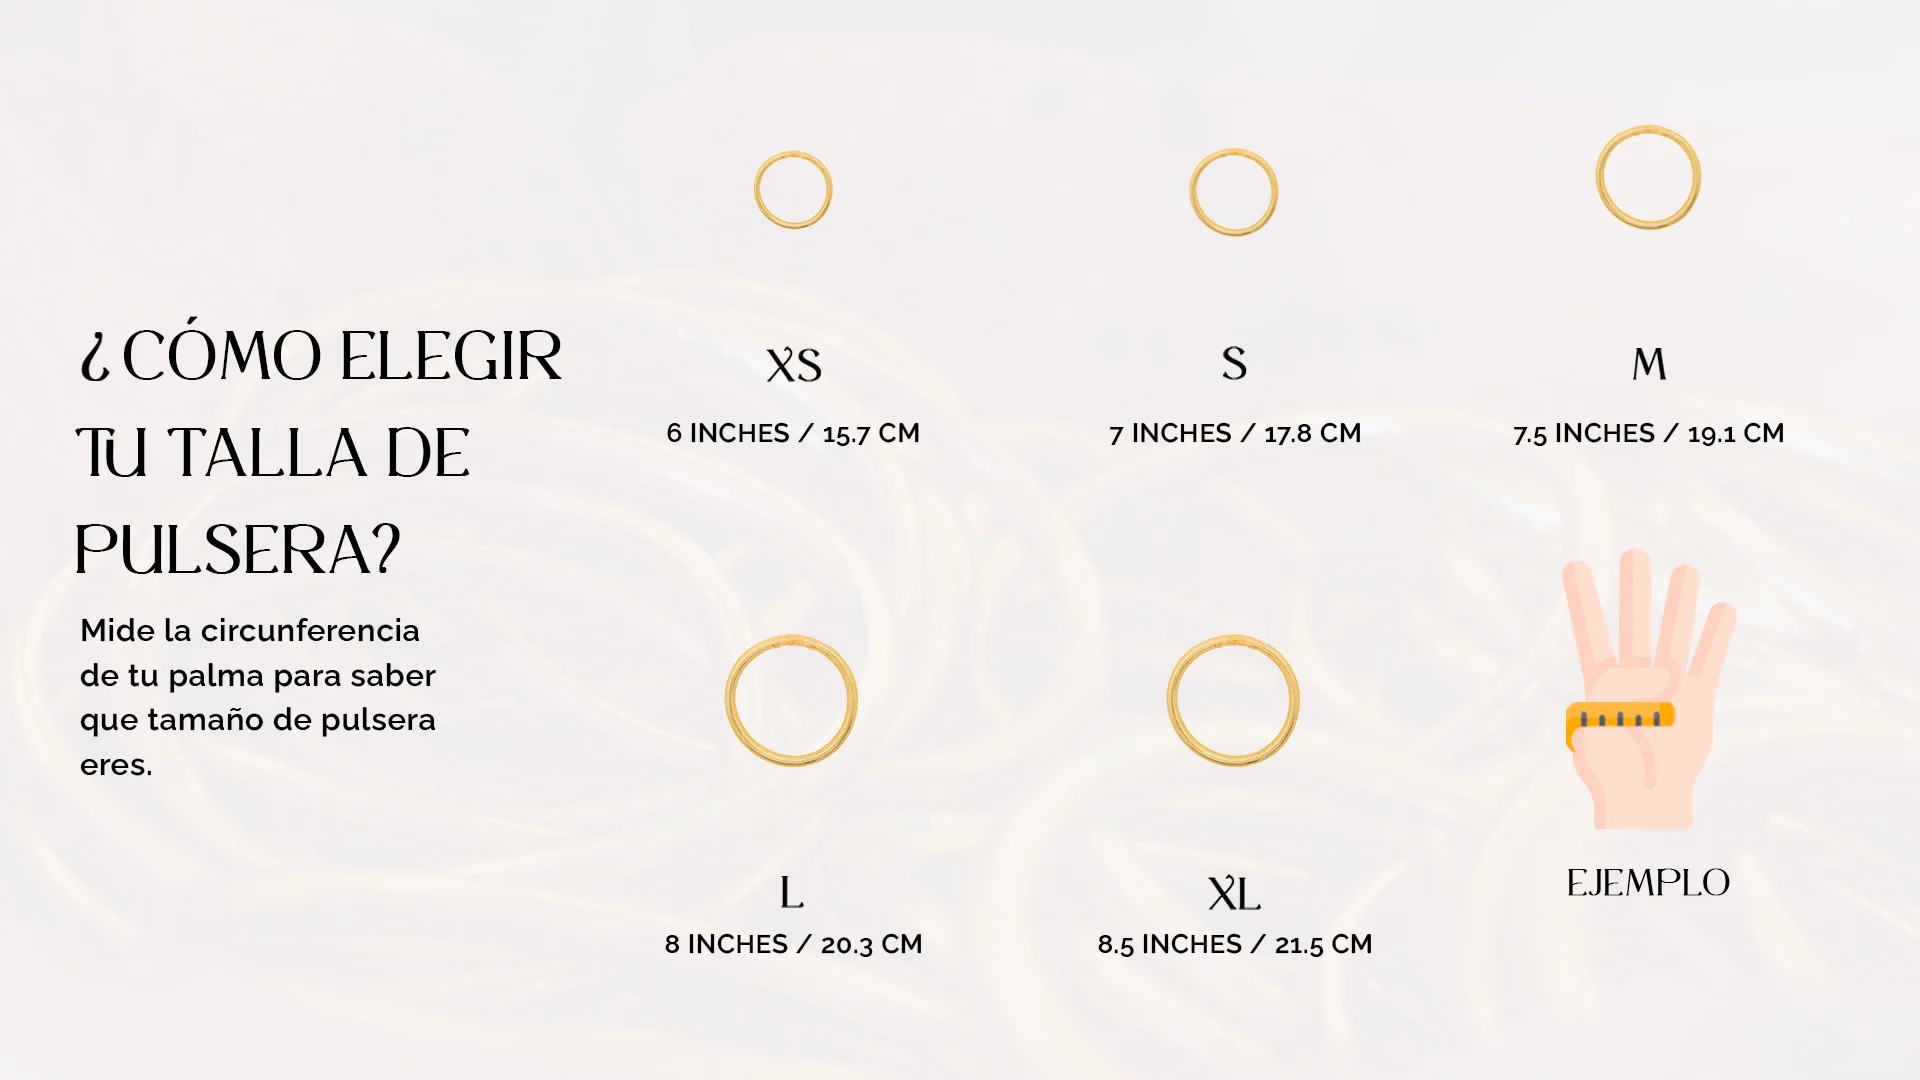 ¿CÓMO ELEGIR
TU TALLA DE
PULSERA?
Mide la circunferencia
de tu palma para saber
que tamaño de pulsera
eres.
XS
6 INCHES / 15.7 CM
S
7 INCHES / 17.8 CM
M
7.5 INCHES / 19.1 CM
L
8 INCHES / 20.3 CM
XL
8.5 INCHES / 21.5 CM
EJEMPLO